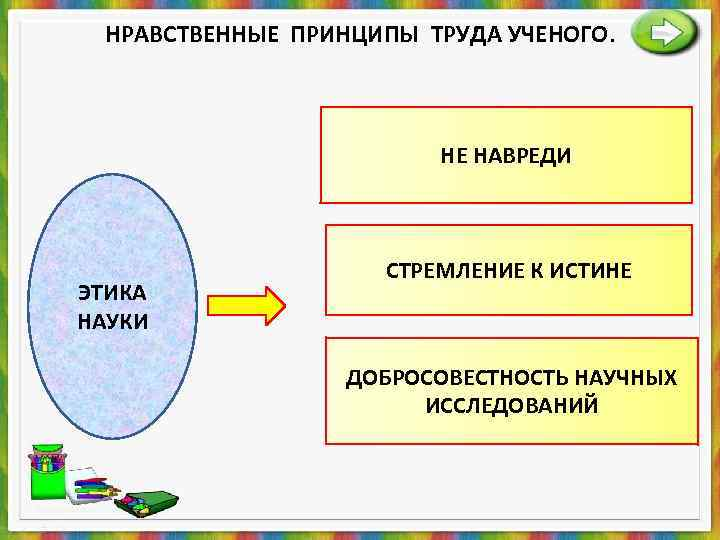 НРАВСТВЕННЫЕ ПРИНЦИПЫ ТРУДА УЧЕНОГО.
НЕ НАВРЕДИ
ЭТИКА
НАУКИ
СТРЕМЛЕНИЕ К ИСТИНЕ
ДОБРОСОВЕСТНОСТЬ НАУЧНЫХ
ИССЛЕДОВАНИЙ